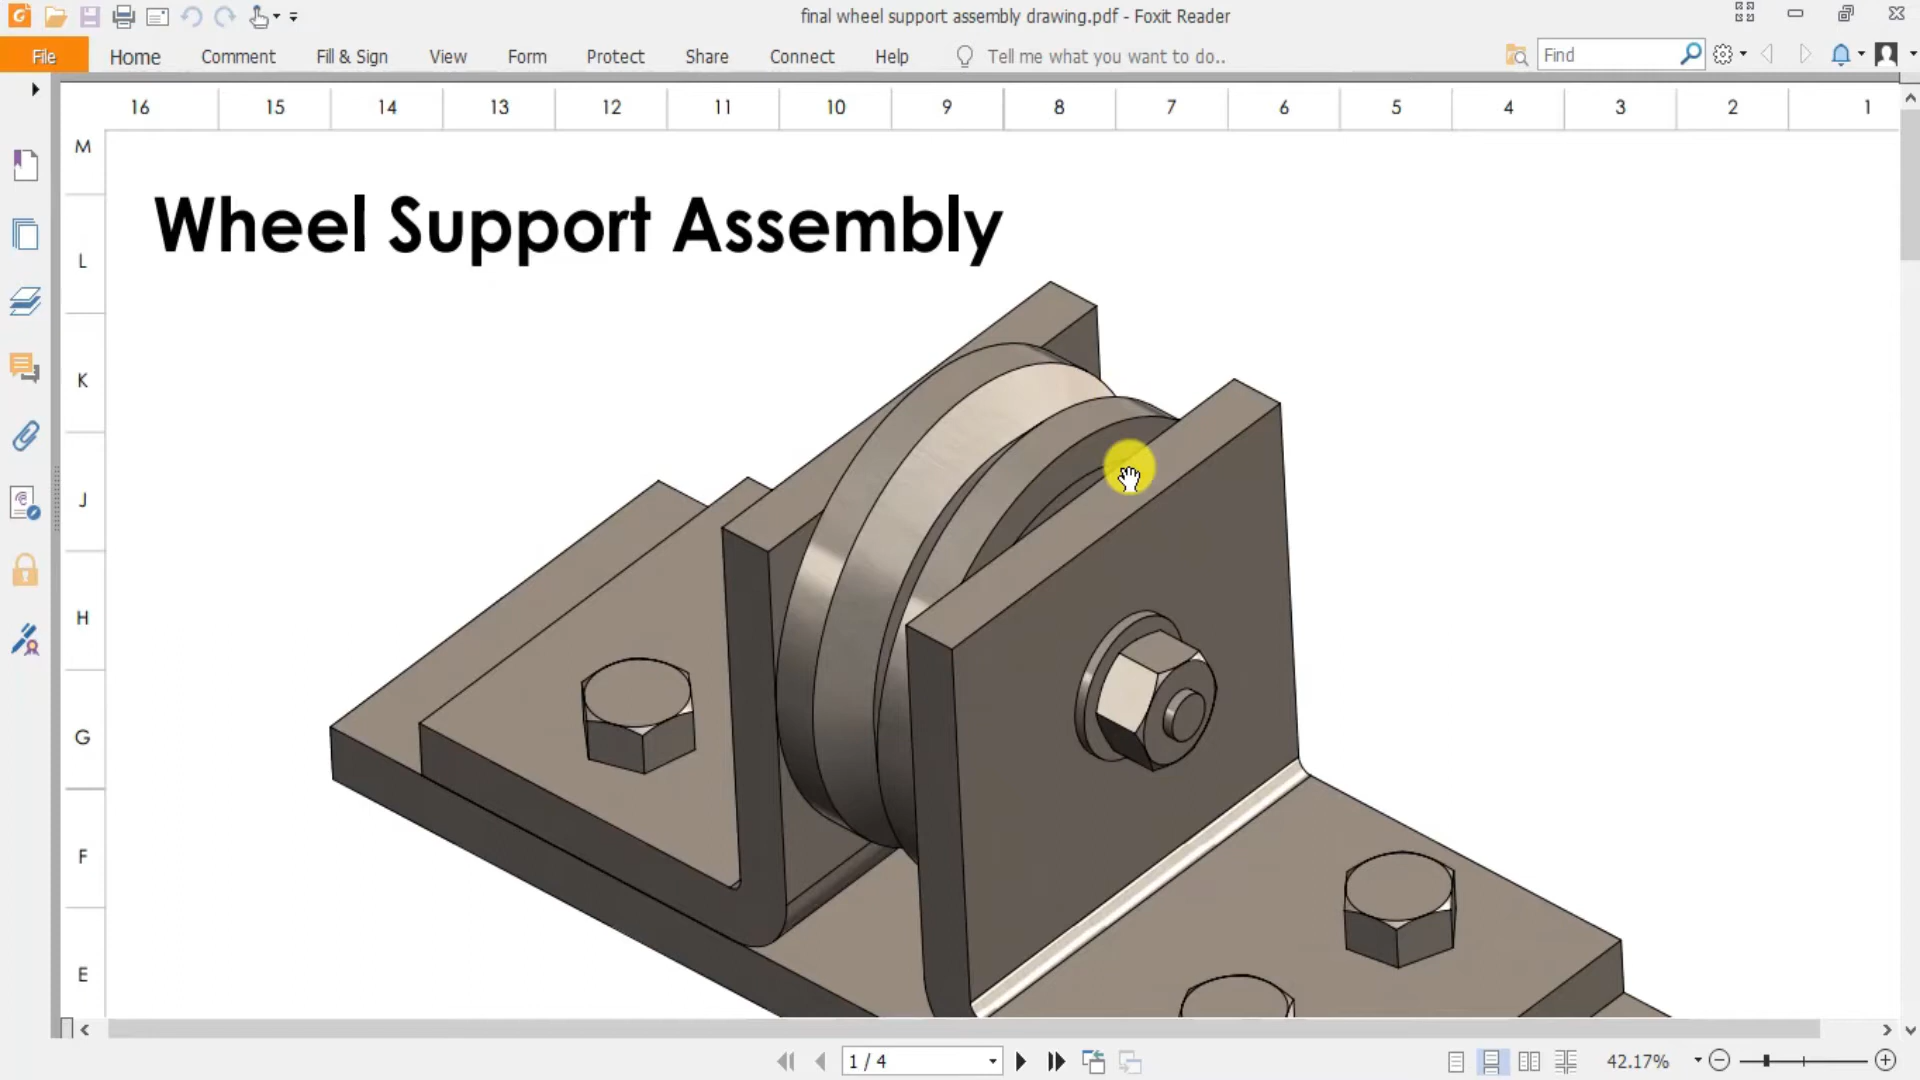 final wheel support assembly drawing.pdf - Foxit Reader
File Home Comment Fill & Sign View Form Protect Share Connect Help Tell me what you want to do.. Find
16 15 14 13 12 11 10 9 8 7 6 5 4 3 2 1
M
Wheel Support Assembly
L
K
J
H
G
F
E
1 / 4
42.17%